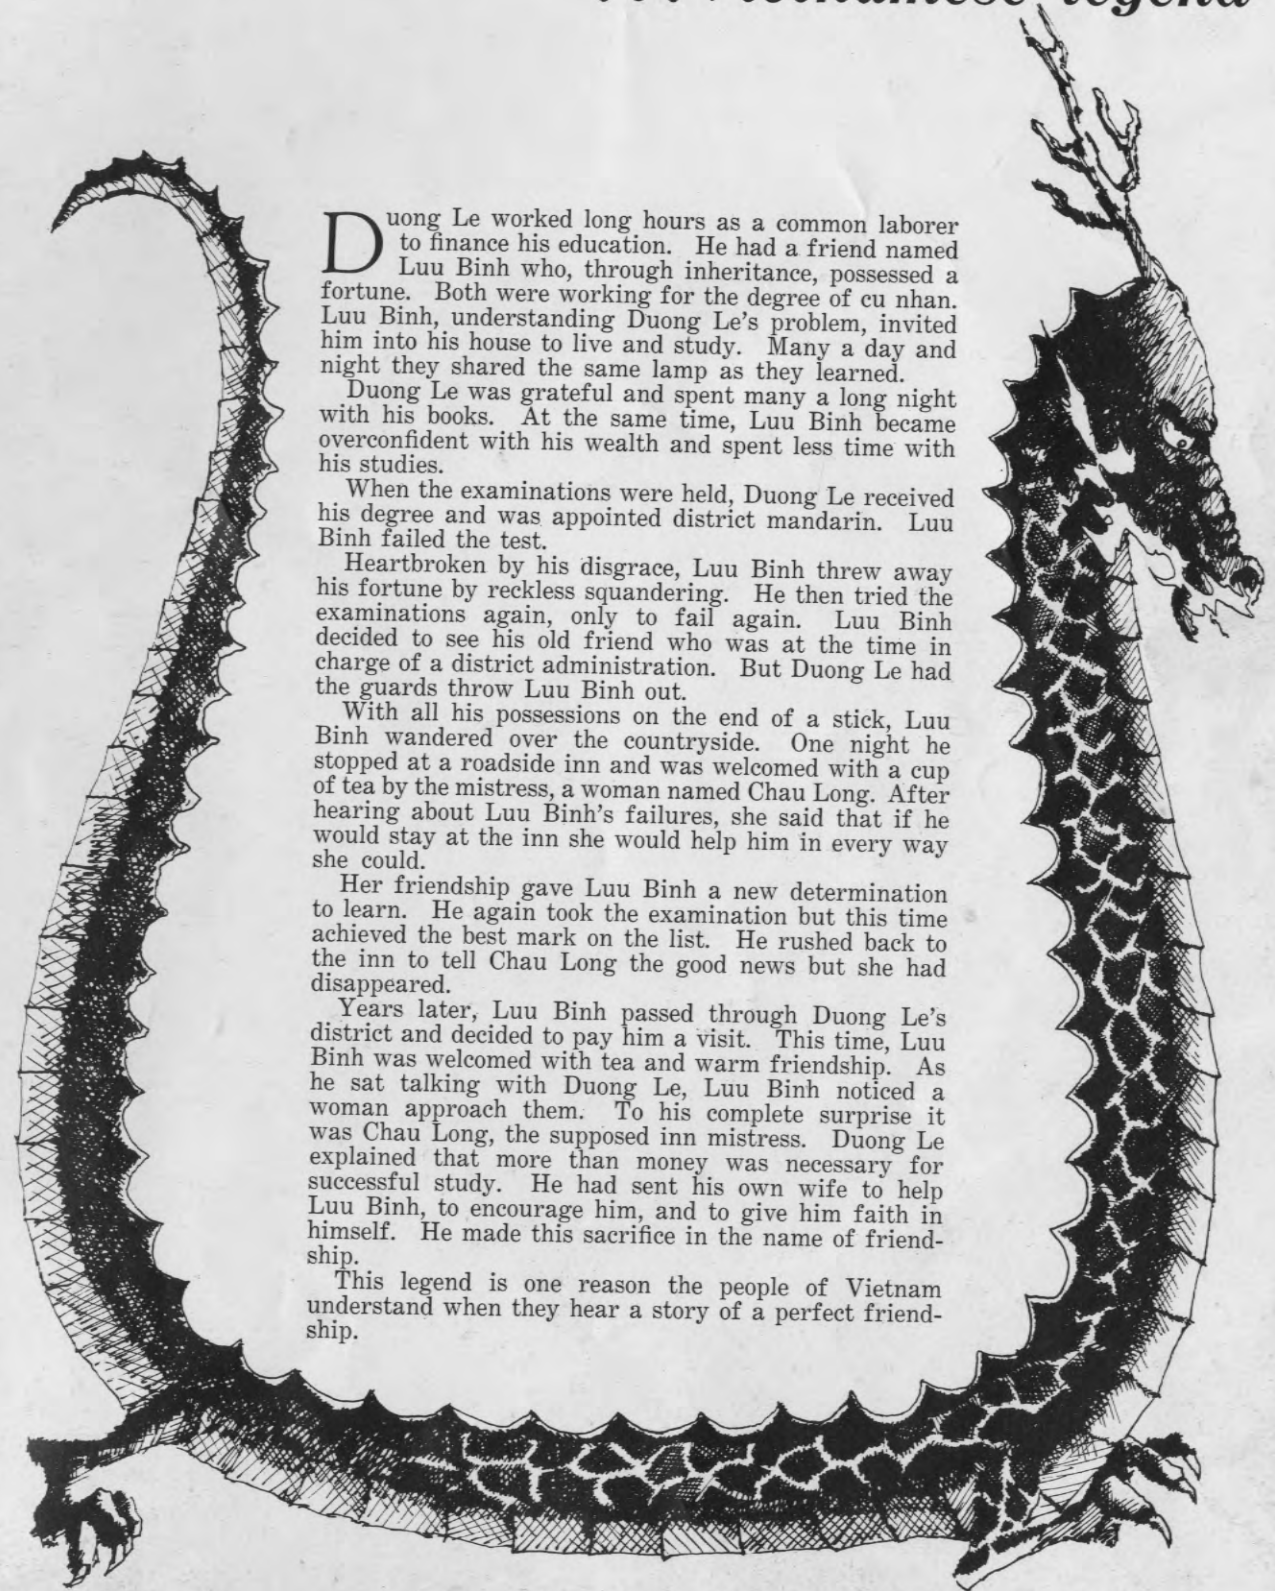 Vietnamese legend
Duong Le worked long hours as a common laborer
to finance his education. He had a friend named
Luu Binh who, through inheritance, possessed a
fortune. Both were working for the degree of cu nhan.
Luu Binh, understanding Duong Le's problem, invited
him into his house to live and study. Many a day and
night they shared the same lamp as they learned.
Duong Le was grateful and spent many a long night
with his books. At the same time, Luu Binh became
overconfident with his wealth and spent less time with
his studies.
When the examinations were held, Duong Le received
his degree and was appointed district mandarin. Luu
Binh failed the test.
Heartbroken by his disgrace, Luu Binh threw away
his fortune by reckless squandering. He then tried the
examinations again, only to fail again. Luu Binh
decided to see his old friend who was at the time in
charge of a district administration. But Duong Le had
the guards throw Luu Binh out.
With all his possessions on the end of a stick, Luu
Binh wandered over the countryside. One night he
stopped at a roadside inn and was welcomed with a cup
of tea by the mistress, a woman named Chau Long. After
hearing about Luu Binh's failures, she said that if he
would stay at the inn she would help him in every way
she could.
Her friendship gave Luu Binh a new determination
to learn. He again took the examination but this time
achieved the best mark on the list. He rushed back to
the inn to tell Chau Long the good news but she had
disappeared.
Years later, Luu Binh passed through Duong Le's
district and decided to pay him a visit. This time, Luu
Binh was welcomed with tea and warm friendship. As
he sat talking with Duong Le, Luu Binh noticed a
woman approach them. To his complete surprise it
was Chau Long, the supposed inn mistress. Duong Le
explained that more than money was necessary for
successful study. He had sent his own wife to help
Luu Binh, to encourage him, and to give him faith in
himself. He made this sacrifice in the name of friend-
ship.
This legend is one reason the people of Vietnam
understand when they hear a story of a perfect friend-
ship.